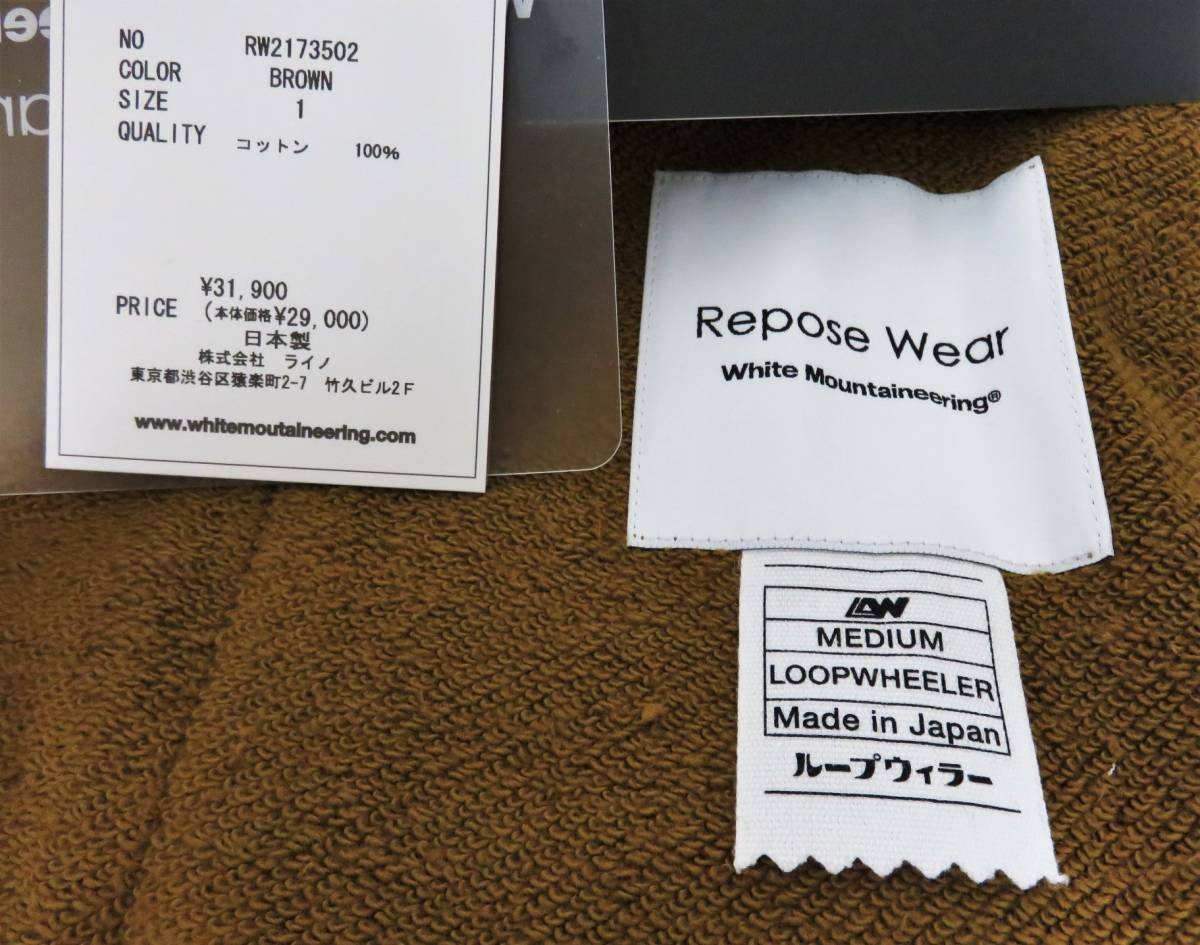 NO RW2173502
COLOR BROWN
SIZE 1
QUALITY コットン 100%
¥31,900
PRICE (本体価格¥29,000)
日本製
株式会社 ライノ
東京都渋谷区猿楽町2-7 竹久ビル2F
www.whitemoutaineering.com
Repose Wear
White Mountaineering®
LW
MEDIUM
LOOPWHEELER
Made in Japan
ループウィラー